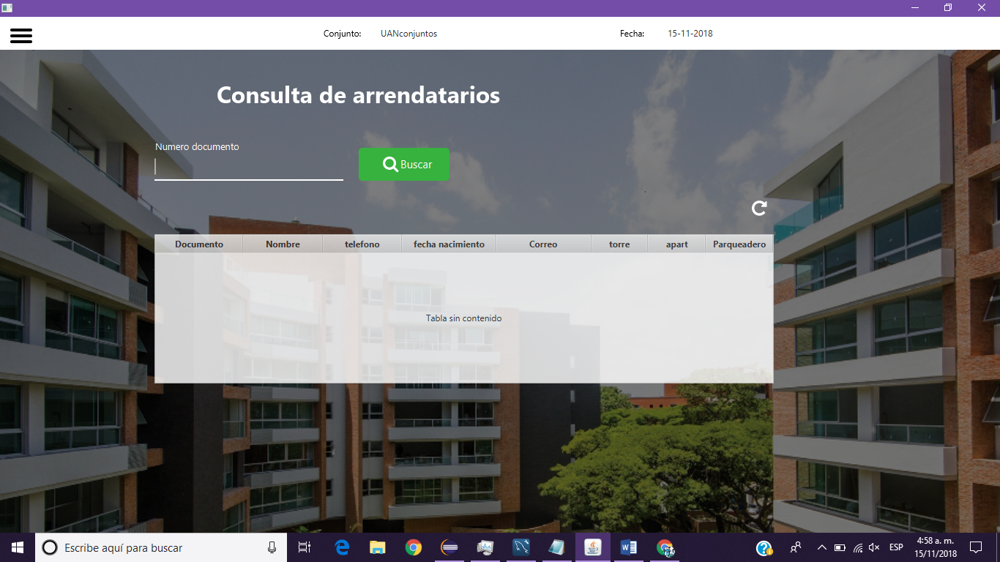 Conjunto: UANconjuntos Fecha: 15-11-2018
Consulta de arrendatarios
Numero documento
Buscar
Documento Nombre telefono fecha nacimiento Correo torre apart Parqueadero
Tabla sin contenido
Escribe aquí para buscar
ESP
4:58 a. m.
15/11/2018